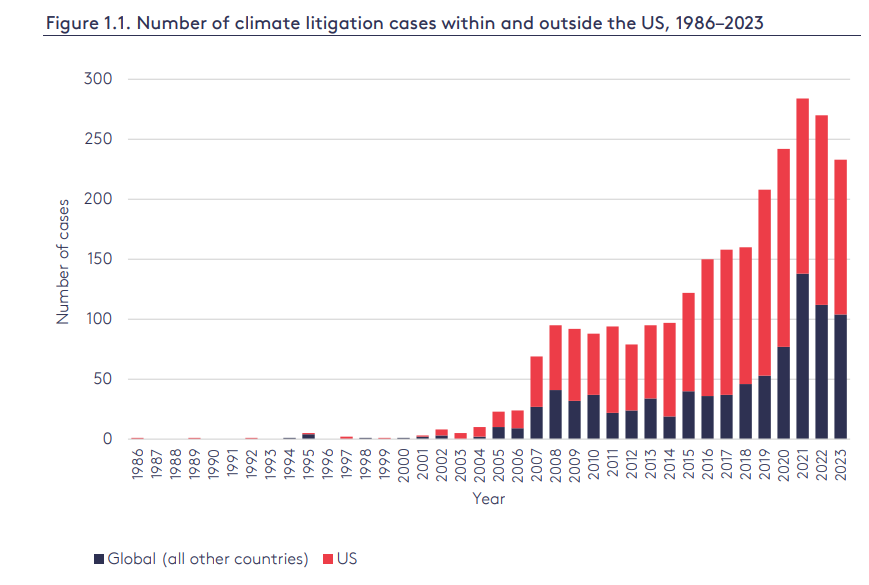 Figure 1.1. Number of climate litigation cases within and outside the US, 1986–2023
300
250
200
150
100
50
0
Number of cases
1986 1987 1988 1989 1990 1991 1992 1993 1994 1995 1996 1997 1998 1999 2000 2001 2002 2003 2004 2005 2006 2007 2008 2009 2010 2011 2012 2013 2014 2015 2016 2017 2018 2019 2020 2021 2022 2023
Year
Global (all other countries) US